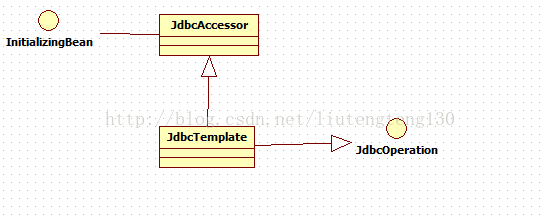 JdbcAccessor
InitializingBean
http://blog.csdn.net/liutengteng130
JdbcTemplate
JdbcOperation